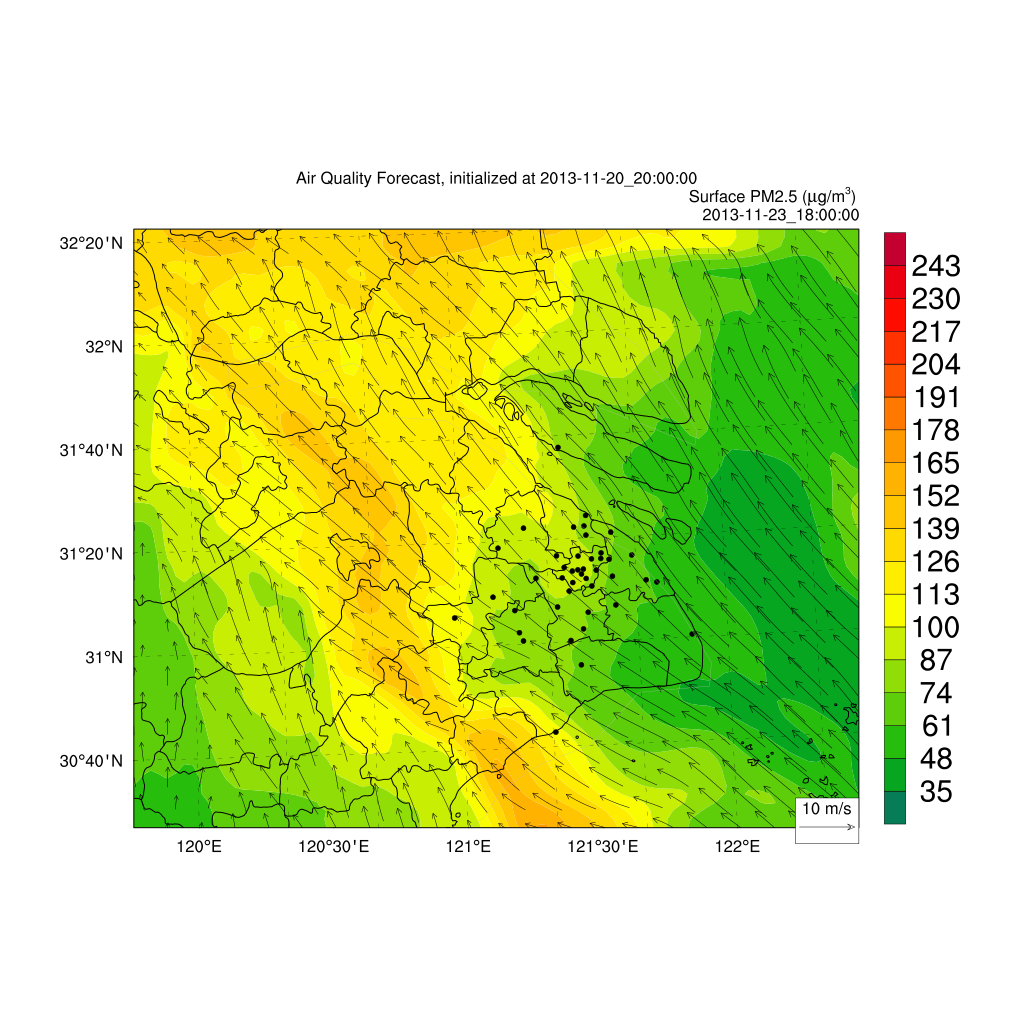 Air Quality Forecast, initialized at 2013-11-20_20:00:00
Surface PM2.5 (μg/m³)
2013-11-23_18:00:00
32°20'N
32°N
31°40'N
31°20'N
31°N
30°40'N
120°E
120°30'E
121°E
121°30'E
122°E
10 m/s
243
230
217
204
191
178
165
152
139
126
113
100
87
74
61
48
35